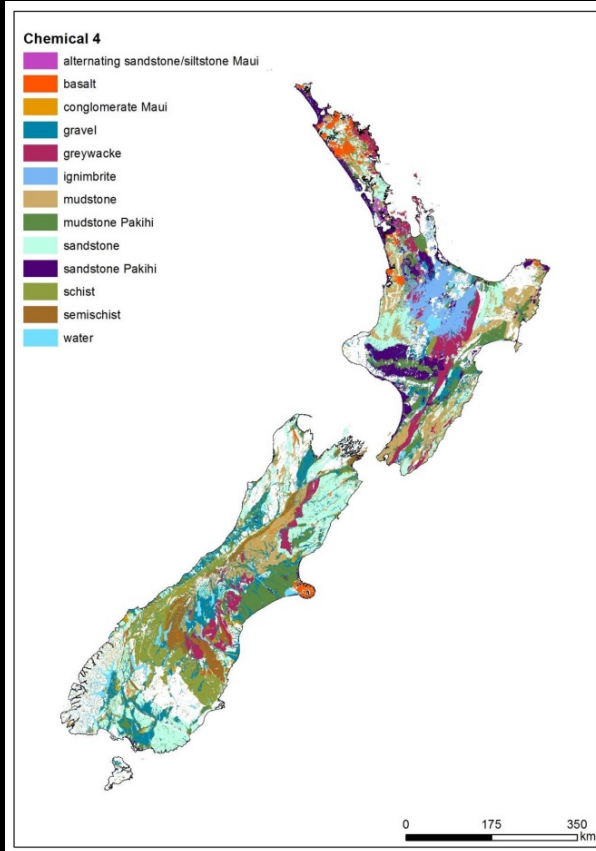 Chemical 4
alternating sandstone/siltstone Maui
basalt
conglomerate Maui
gravel
greywacke
ignimbrite
mudstone
mudstone Pakihi
sandstone
sandstone Pakihi
schist
semischist
water
0 175 350
km